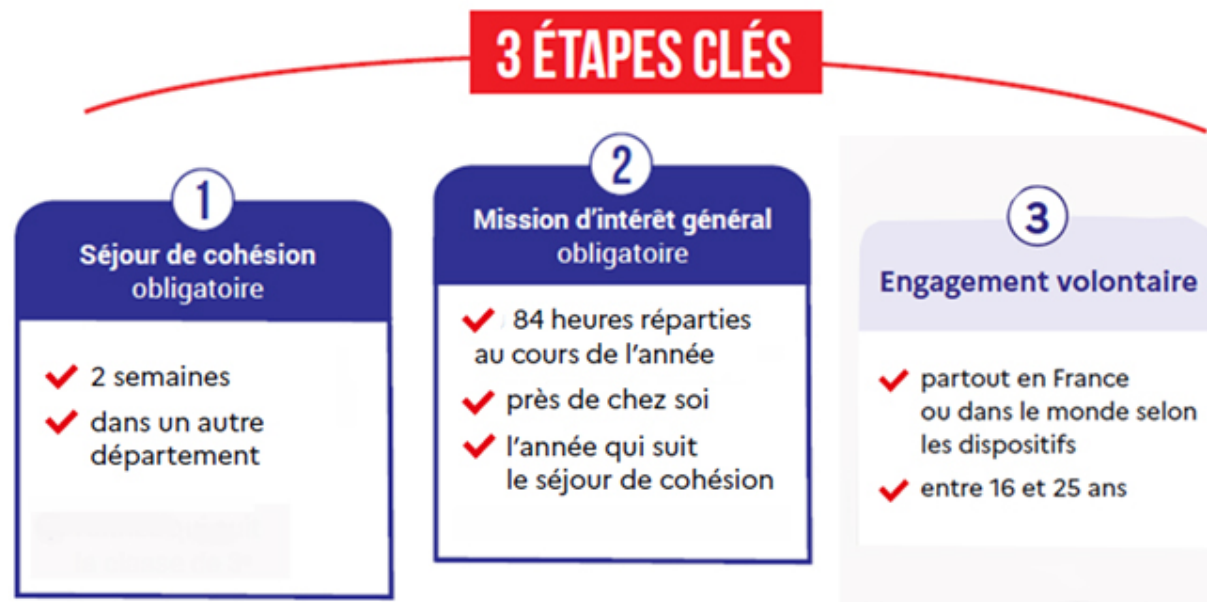 3 ÉTAPES CLÉS
1
Séjour de cohésion
obligatoire
2 semaines
dans un autre
département
2
Mission d'intérêt général
obligatoire
84 heures réparties
au cours de l'année
près de chez soi
l'année qui suit
le séjour de cohésion
3
Engagement volontaire
partout en France
ou dans le monde selon
les dispositifs
entre 16 et 25 ans